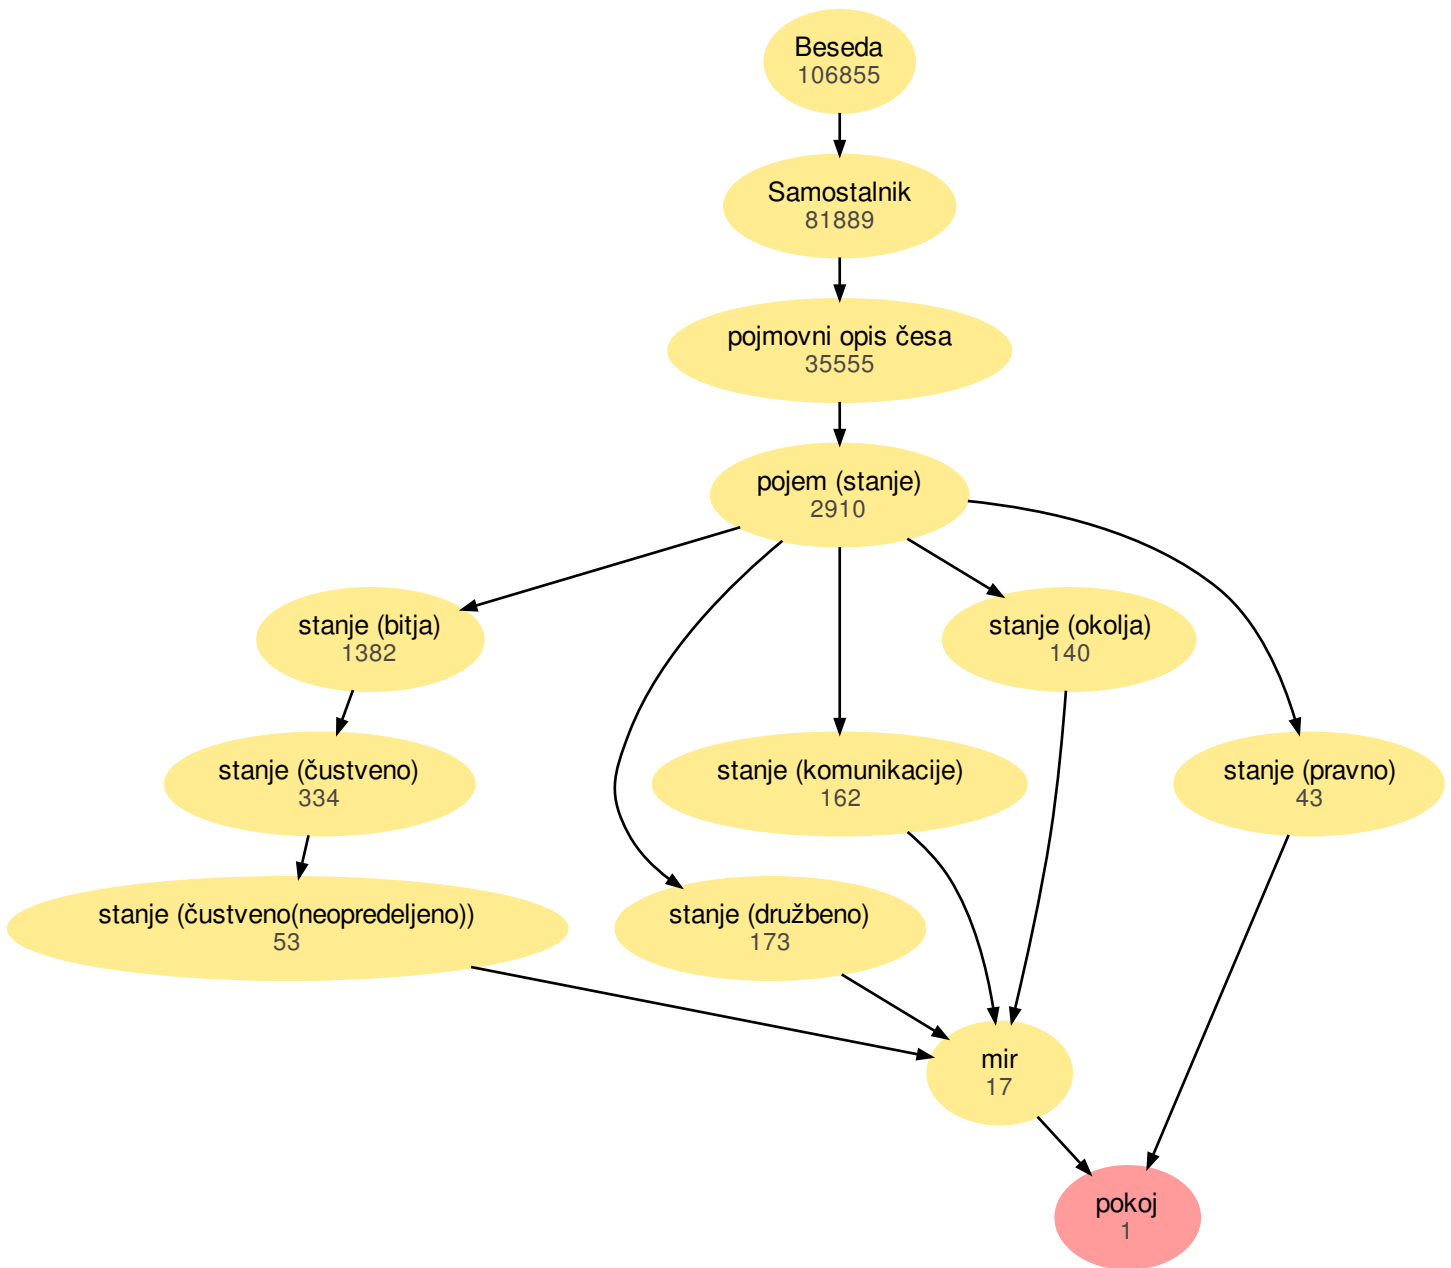 Beseda
106855
Samostalnik
81889
pojmovni opis česa
35555
pojem (stanje)
2910
stanje (bitja)
1382
stanje (okolja)
140
stanje (čustveno)
334
stanje (komunikacije)
162
stanje (pravno)
43
stanje (čustveno(neopredeljeno))
53
stanje (družbeno)
173
mir
17
pokoj
1